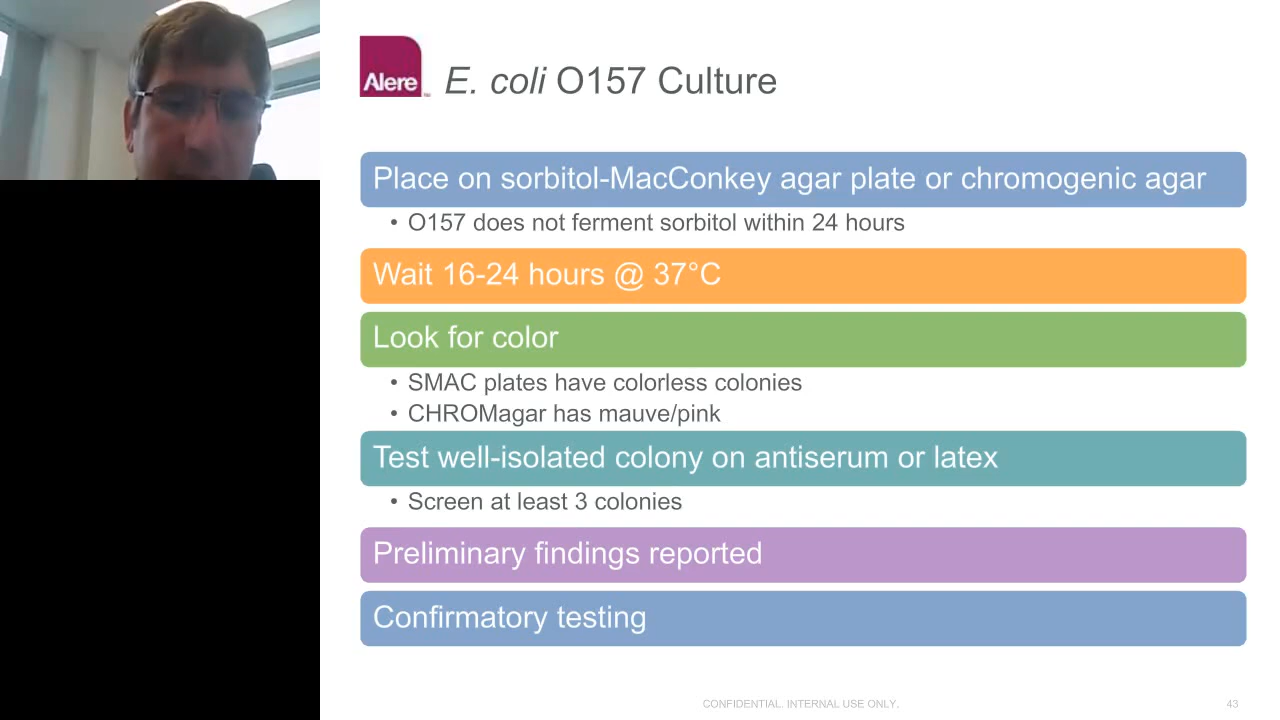 Alere
E. coli O157 Culture
Place on sorbitol-MacConkey agar plate or chromogenic agar
• O157 does not ferment sorbitol within 24 hours
Wait 16-24 hours @ 37°C
Look for color
• SMAC plates have colorless colonies
• CHROMagar has mauve/pink
Test well-isolated colony on antiserum or latex
• Screen at least 3 colonies
Preliminary findings reported
Confirmatory testing
CONFIDENTIAL. INTERNAL USE ONLY.
43